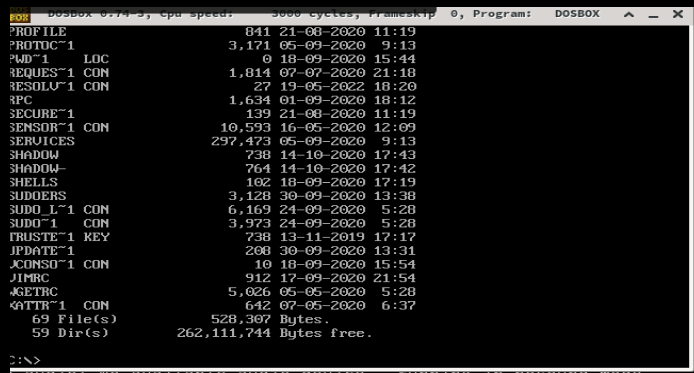 DOSBox 0.74-3, Cpu speed: 3000 cycles, Frameskip 0, Program: DOSBOX
PROFILE 841 21-08-2020 11:19
PROTOC~1 3,171 05-09-2020 9:13
PWD~1 LOC 0 18-09-2020 15:44
REQUES~1 CON 1,814 07-07-2020 21:18
RESOLV~1 CON 27 19-05-2022 18:20
RPC 1,634 01-09-2020 18:12
SECURE~1 139 21-08-2020 11:19
SENSOR~1 CON 10,593 16-05-2020 12:09
SERVICES 297,473 05-09-2020 9:13
SHADOW 738 14-10-2020 17:43
SHADOW- 764 14-10-2020 17:42
SHELLS 102 18-09-2020 17:19
SUDOERS 3,128 30-09-2020 13:38
SUDO_L~1 CON 6,169 24-09-2020 5:28
SUDO~1 CON 3,973 24-09-2020 5:28
TRUSTE~1 KEY 738 13-11-2019 17:17
UPDATE~1 208 30-09-2020 13:31
VCONSO~1 CON 10 18-09-2020 15:54
VIMRC 912 17-09-2020 21:54
WGETRC 5,026 05-05-2020 5:28
XATTR~1 CON 642 07-05-2020 6:37
69 File(s) 528,307 Bytes.
59 Dir(s) 262,111,744 Bytes free.
C:\>